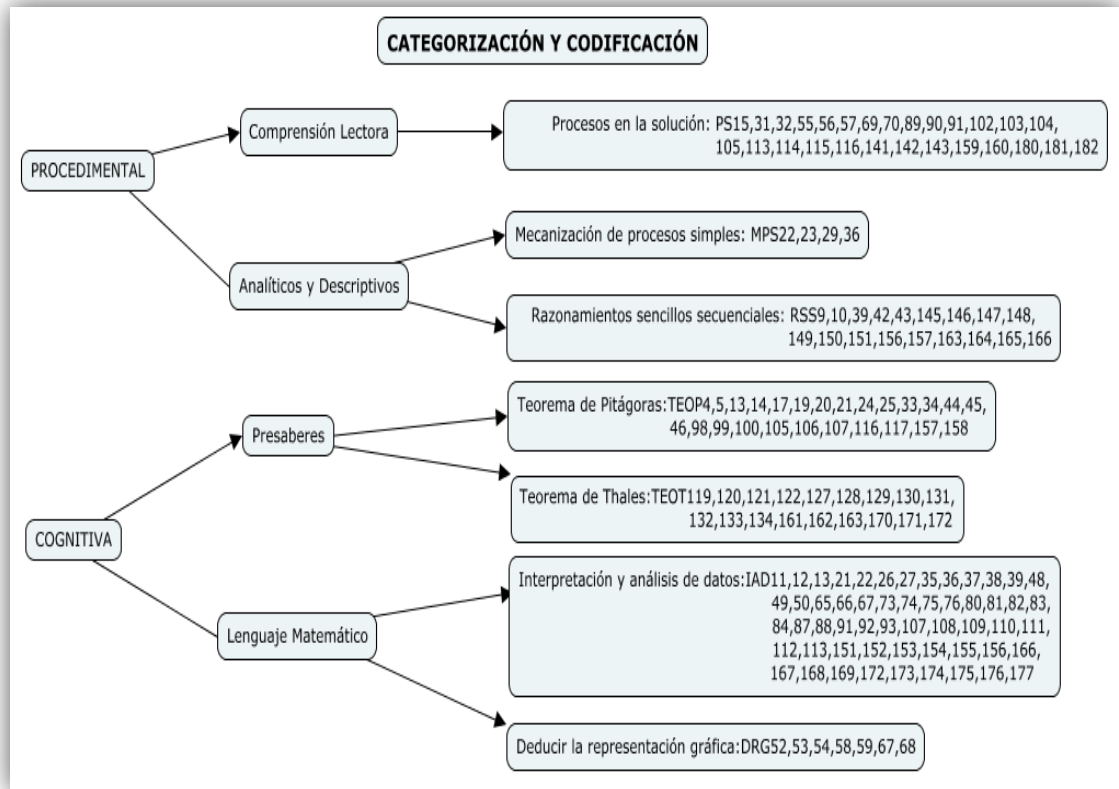 CATEGORIZACIÓN Y CODIFICACIÓN
PROCEDIMENTAL
Comprensión Lectora
Procesos en la solución: PS15,31,32,55,56,57,69,70,89,90,91,102,103,104,
105,113,114,115,116,141,142,143,159,160,180,181,182
Analíticos y Descriptivos
Mecanización de procesos simples: MPS22,23,29,36
Razonamientos sencillos secuenciales: RSS9,10,39,42,43,145,146,147,148,
149,150,151,156,157,163,164,165,166
COGNITIVA
Presaberes
Teorema de Pitágoras:TEOP4,5,13,14,17,19,20,21,24,25,33,34,44,45,
46,98,99,100,105,106,107,116,117,157,158
Teorema de Thales:TEOT119,120,121,122,127,128,129,130,131,
132,133,134,161,162,163,170,171,172
Lenguaje Matemático
Interpretación y análisis de datos:IAD11,12,13,21,22,26,27,35,36,37,38,39,48,
49,50,65,66,67,73,74,75,76,80,81,82,83,
84,87,88,91,92,93,107,108,109,110,111,
112,113,151,152,153,154,155,156,166,
167,168,169,172,173,174,175,176,177
Deducir la representación gráfica:DRG52,53,54,58,59,67,68